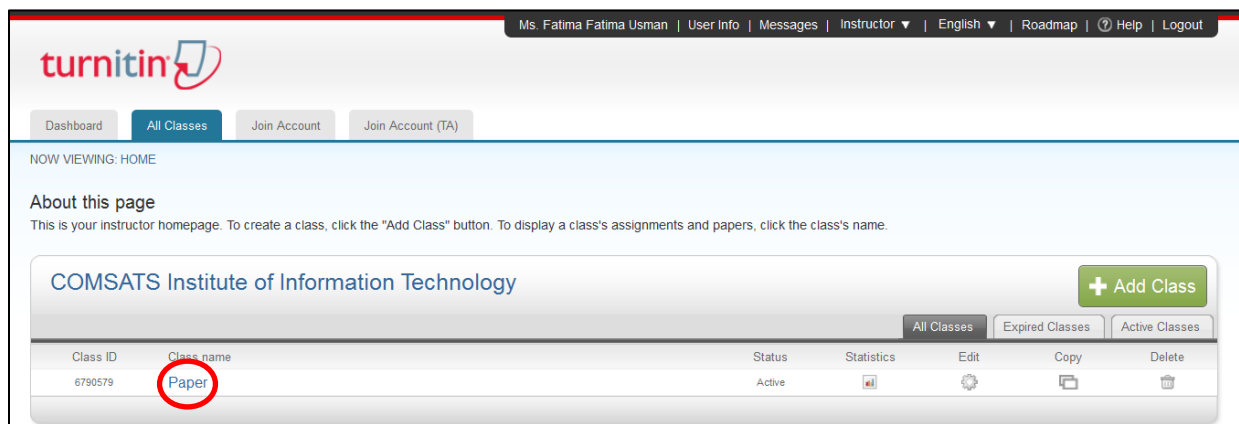 Ms. Fatima Fatima Usman | User Info | Messages | Instructor ▼ | English ▼ | Roadmap | ? Help | Logout
turnitin
Dashboard All Classes Join Account Join Account (TA)
NOW VIEWING: HOME
About this page
This is your instructor homepage. To create a class, click the "Add Class" button. To display a class's assignments and papers, click the class's name.
COMSATS Institute of Information Technology + Add Class
All Classes Expired Classes Active Classes
Class ID Class name Status Statistics Edit Copy Delete
6790579 Paper Active